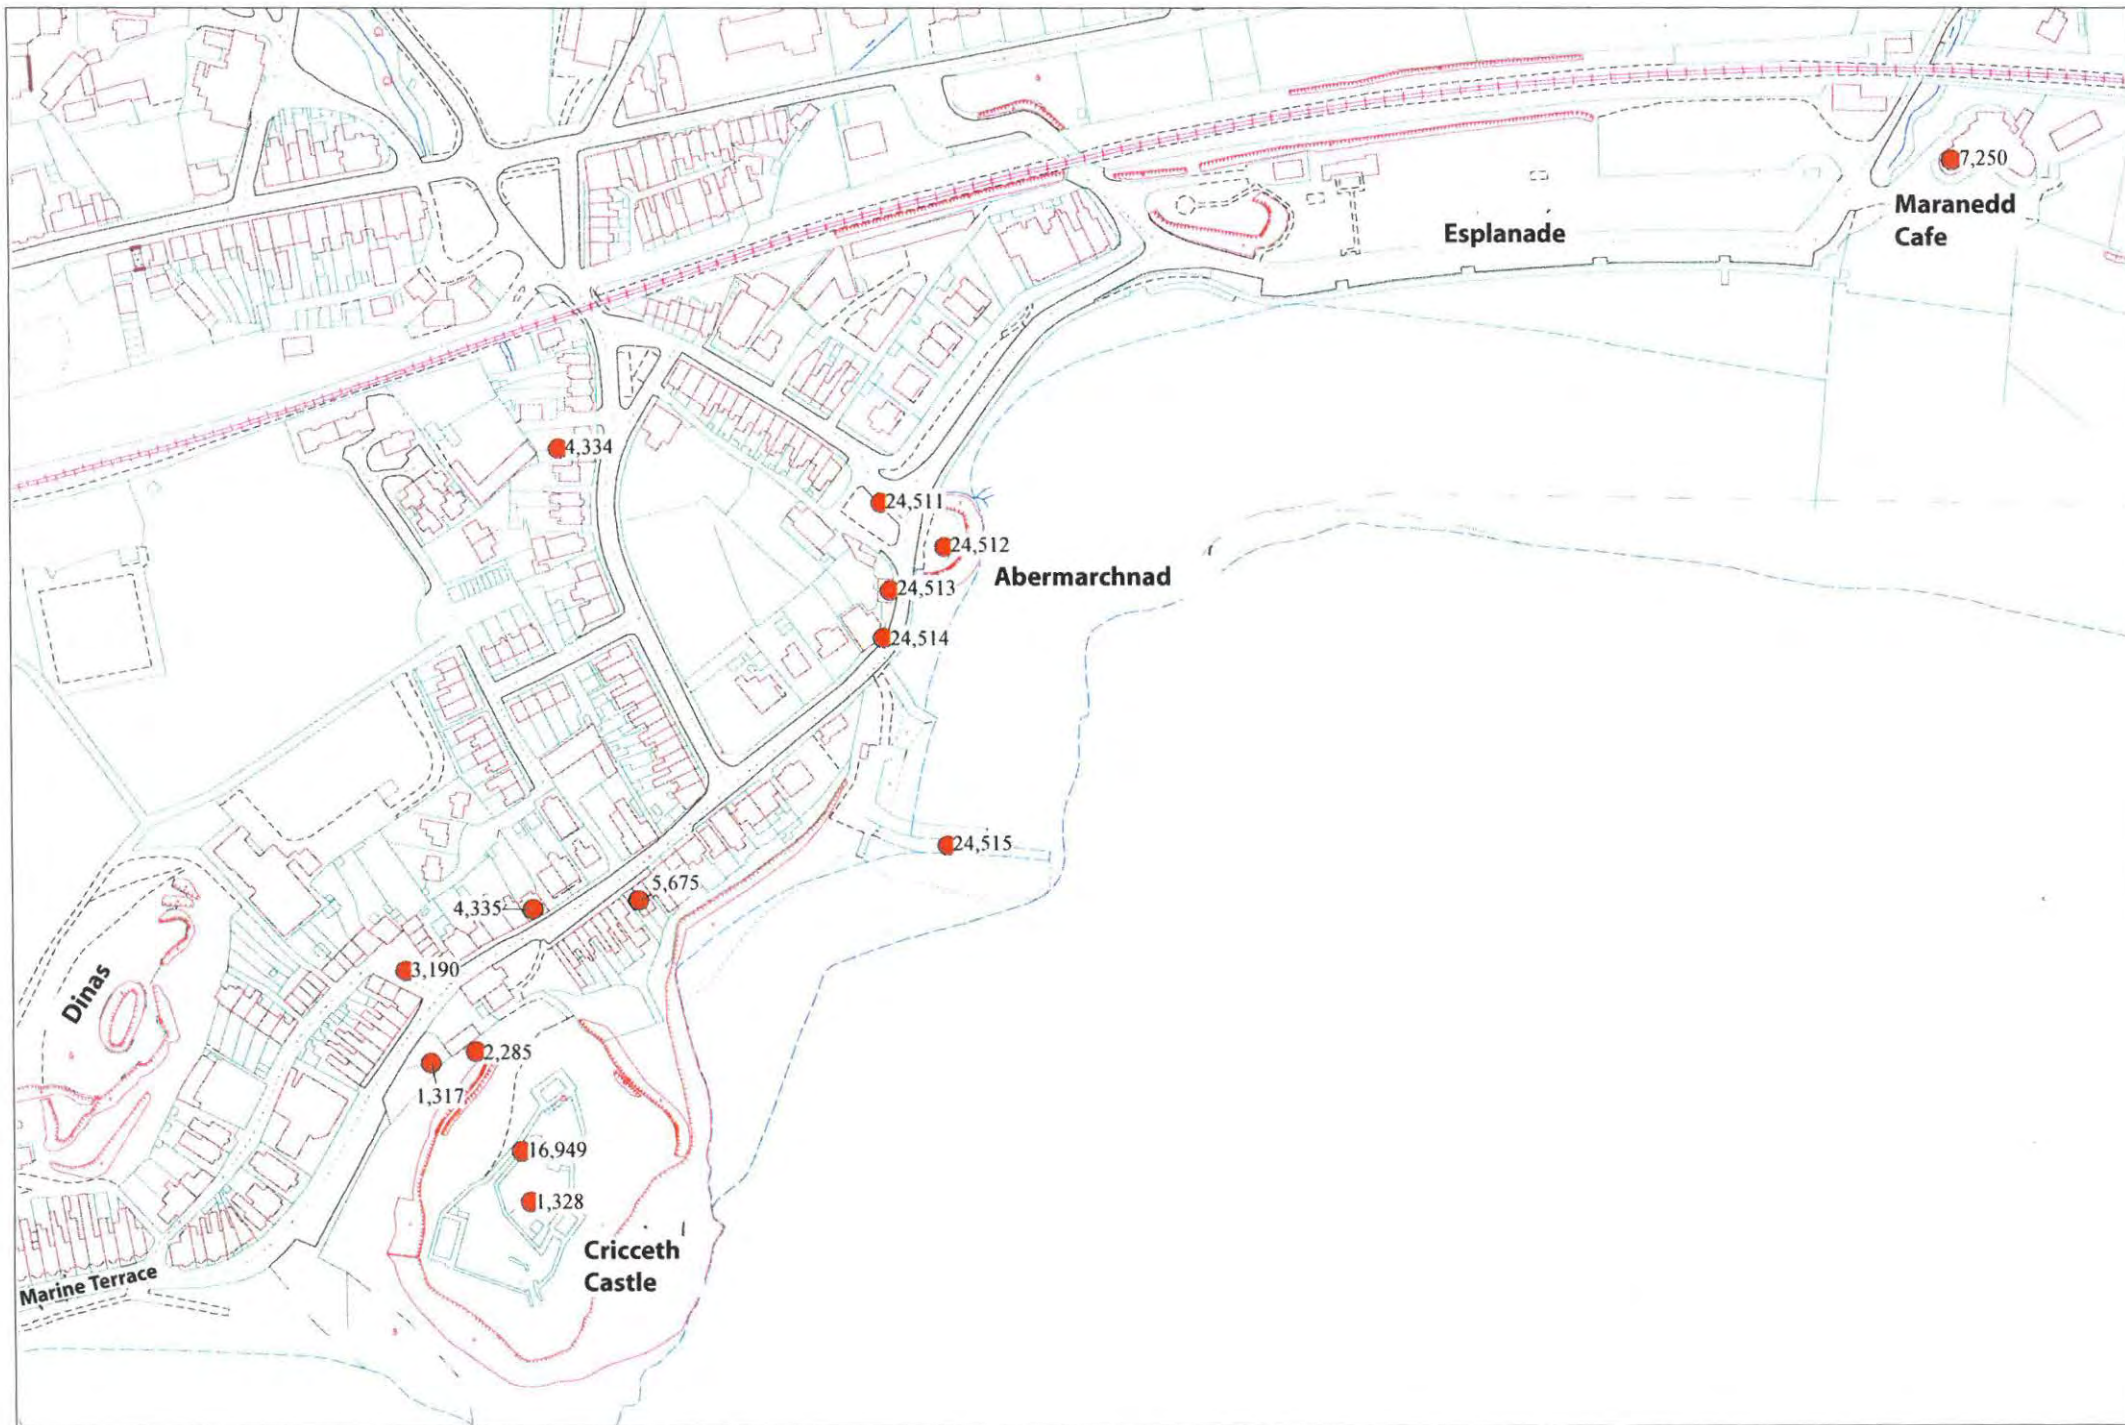 7,250
Maranedd
Cafe
Esplanade
4,334
24,511
24,512
Abermarchnad
24,513
24,514
24,515
5,675
4,335
3,190
Dinas
2,285
1,317
16,949
1,328
Cricceth
Castle
Marine Terrace